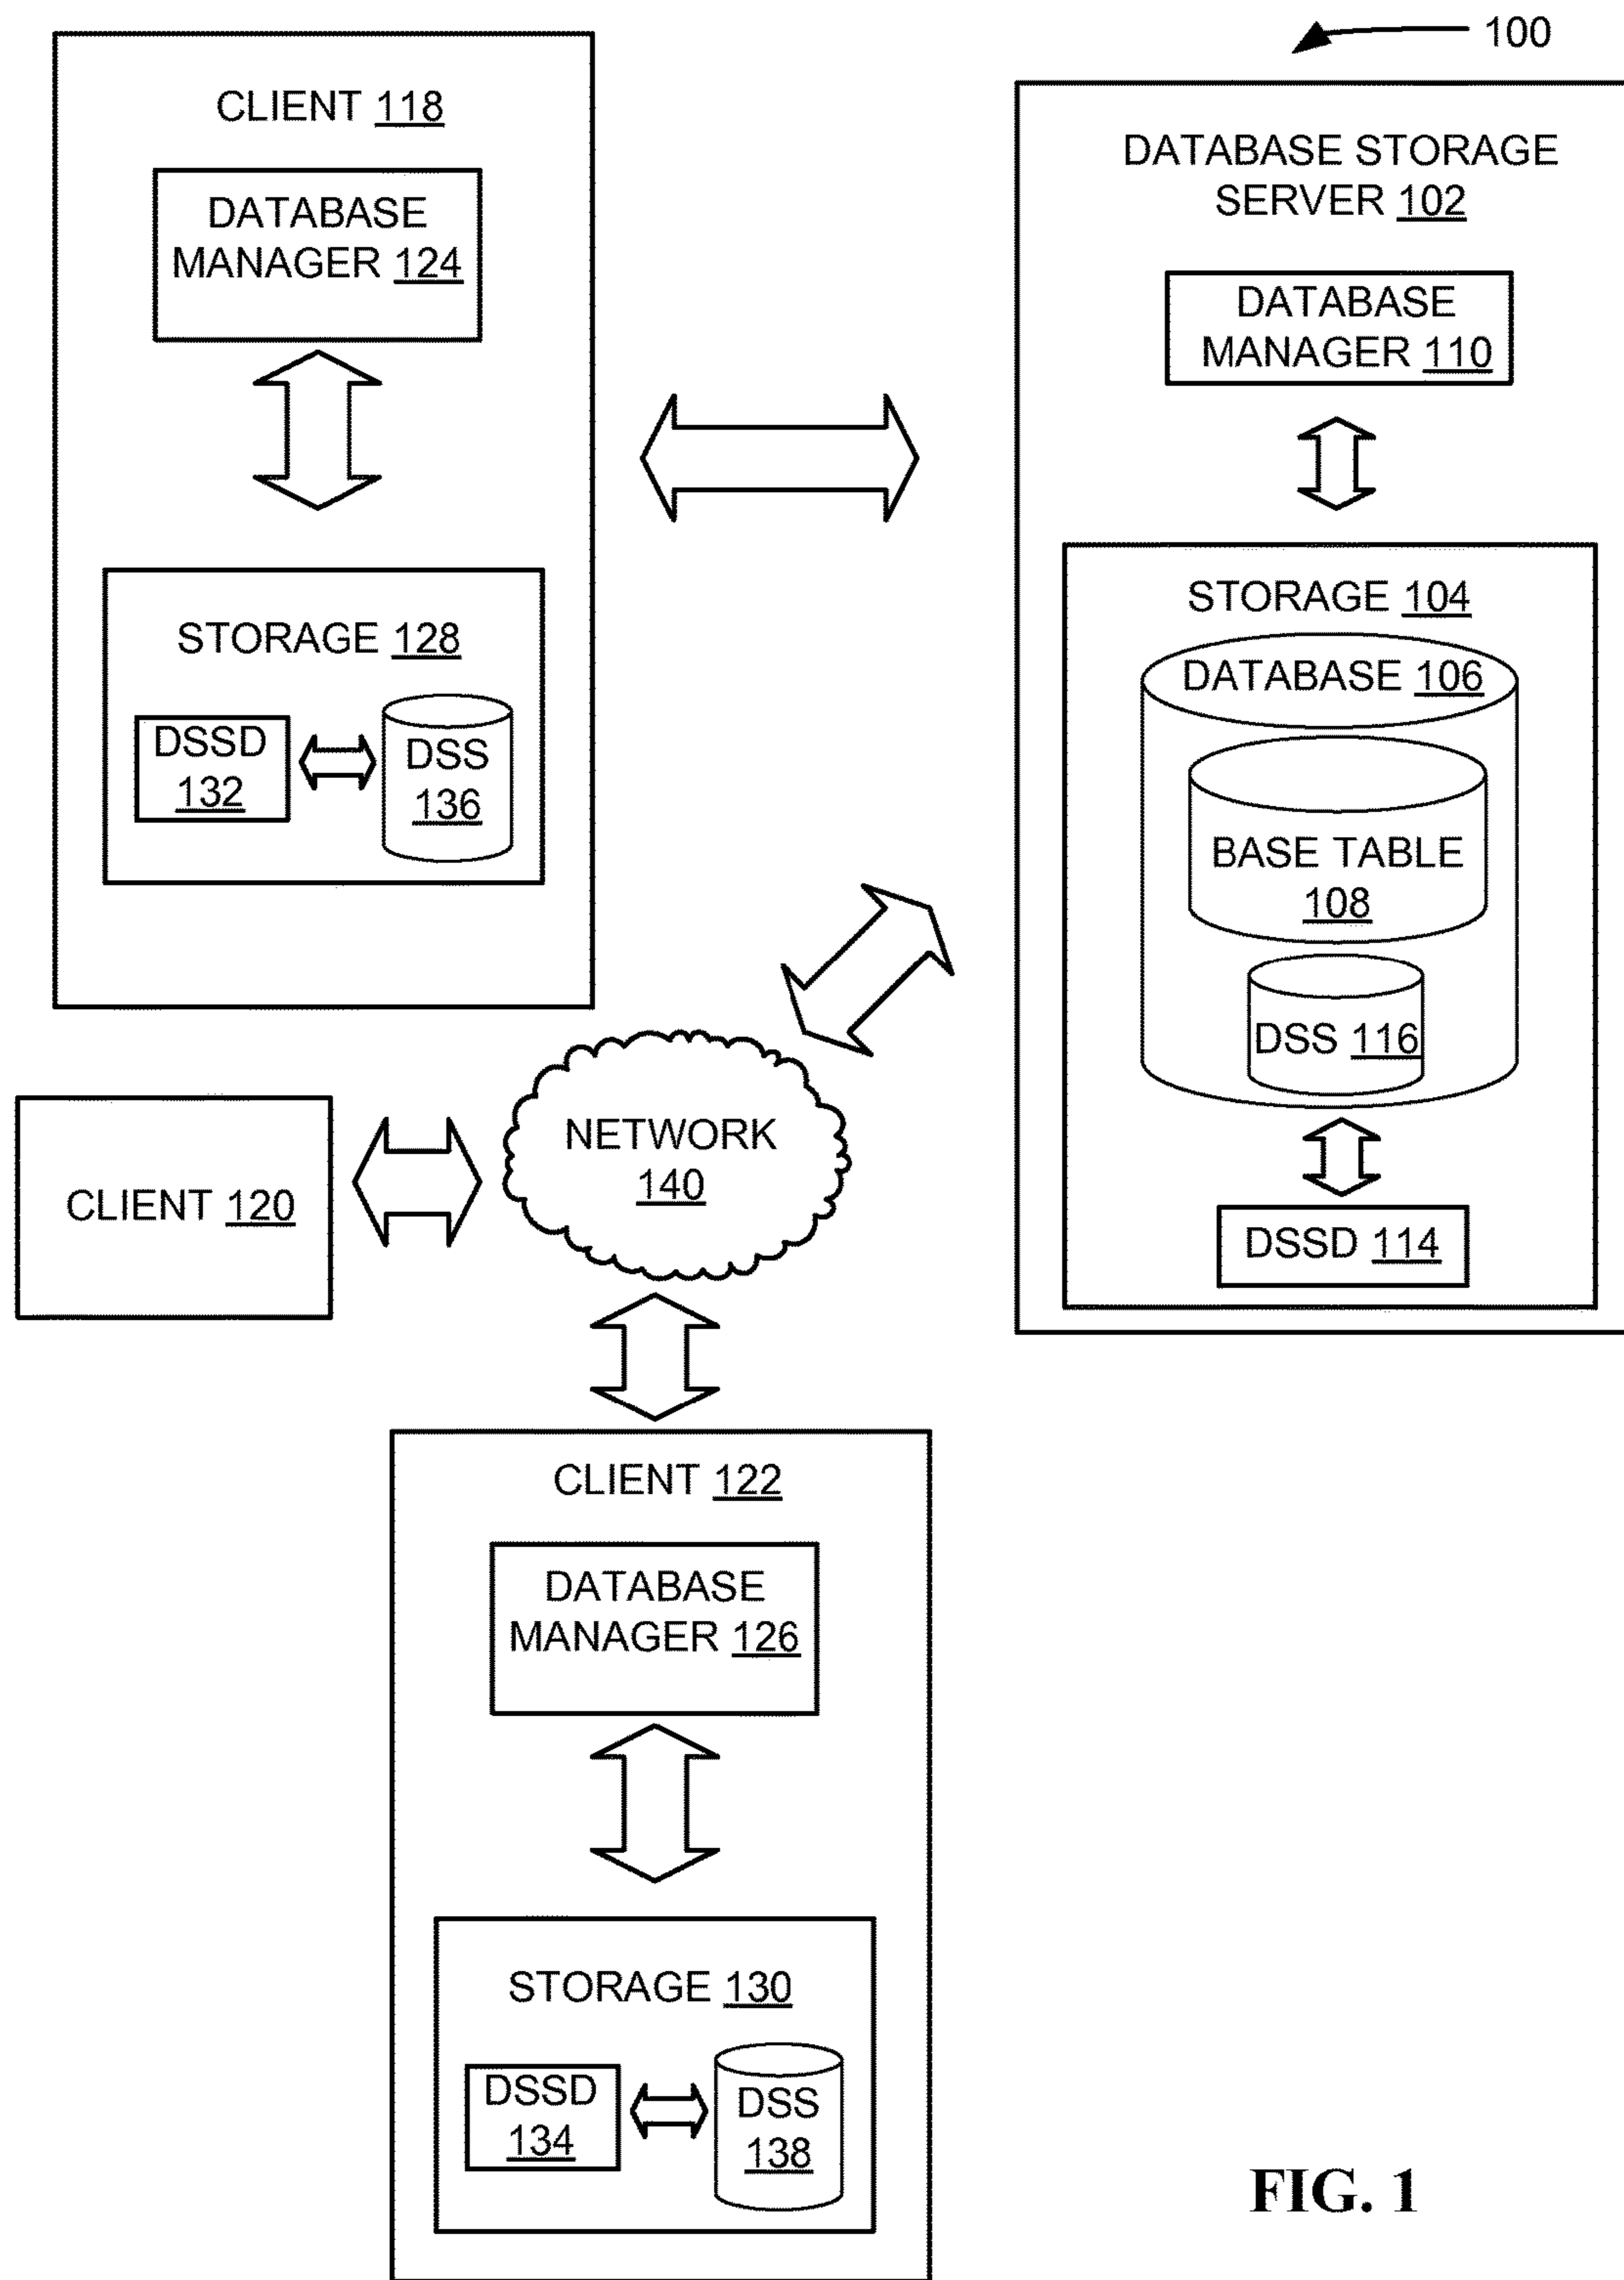 100
CLIENT 118
DATABASE
MANAGER 124
STORAGE 128
DSSD
132
DSS
136
DATABASE STORAGE
SERVER 102
DATABASE
MANAGER 110
STORAGE 104
DATABASE 106
BASE TABLE
108
DSS 116
DSSD 114
CLIENT 120
NETWORK
140
CLIENT 122
DATABASE
MANAGER 126
STORAGE 130
DSSD
134
DSS
138
FIG. 1